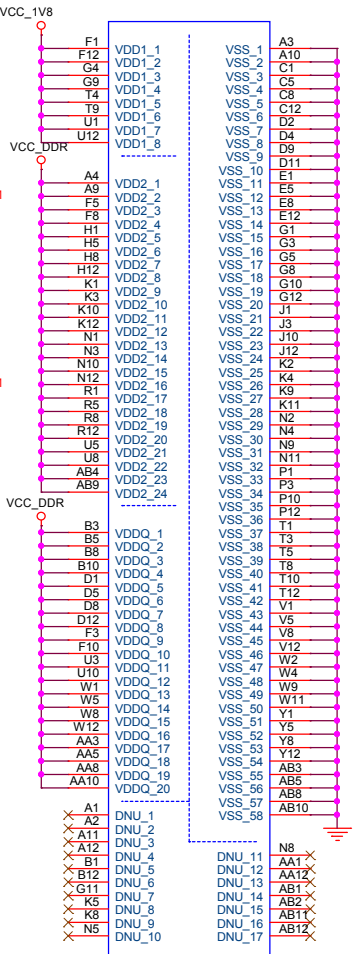 VCC_1V8
F1 VDD1_1
F12 VDD1_2
G4 VDD1_3
G9 VDD1_4
T4 VDD1_5
T9 VDD1_6
U1 VDD1_7
U12 VDD1_8
VCC_DDR
A4 VDD2_1
A9 VDD2_2
F5 VDD2_3
F8 VDD2_4
H1 VDD2_5
H5 VDD2_6
H8 VDD2_7
H12 VDD2_8
K1 VDD2_9
K3 VDD2_10
K10 VDD2_11
K12 VDD2_12
N1 VDD2_13
N3 VDD2_14
N10 VDD2_15
N12 VDD2_16
R1 VDD2_17
R5 VDD2_18
R8 VDD2_19
R12 VDD2_20
U5 VDD2_21
U8 VDD2_22
AB4 VDD2_23
AB9 VDD2_24
VCC_DDR
B3 VDDQ_1
B5 VDDQ_2
B8 VDDQ_3
B10 VDDQ_4
D1 VDDQ_5
D5 VDDQ_6
D8 VDDQ_7
D12 VDDQ_8
F3 VDDQ_9
F10 VDDQ_10
U3 VDDQ_11
U10 VDDQ_12
W1 VDDQ_13
W5 VDDQ_14
W8 VDDQ_15
W12 VDDQ_16
AA3 VDDQ_17
AA5 VDDQ_18
AA8 VDDQ_19
AA10 VDDQ_20
A1 DNU_1
A2 DNU_2
A11 DNU_3
A12 DNU_4
B1 DNU_5
B12 DNU_6
G11 DNU_7
K5 DNU_8
K8 DNU_9
N5 DNU_10
VSS_1 A3
VSS_2 A10
VSS_3 C1
VSS_4 C5
VSS_5 C8
VSS_6 C12
VSS_7 D2
VSS_8 D4
VSS_9 D9
VSS_10 D11
VSS_11 E1
VSS_12 E5
VSS_13 E8
VSS_14 E12
VSS_15 G1
VSS_16 G3
VSS_17 G5
VSS_18 G8
VSS_19 G10
VSS_20 G12
VSS_21 J1
VSS_22 J3
VSS_23 J10
VSS_24 J12
VSS_25 K2
VSS_26 K4
VSS_27 K9
VSS_28 K11
VSS_29 N2
VSS_30 N4
VSS_31 N9
VSS_32 N11
VSS_33 P1
VSS_34 P3
VSS_35 P10
VSS_36 P12
VSS_37 T1
VSS_38 T3
VSS_39 T5
VSS_40 T8
VSS_41 T10
VSS_42 T12
VSS_43 V1
VSS_44 V5
VSS_45 V8
VSS_46 V12
VSS_47 W2
VSS_48 W4
VSS_49 W9
VSS_50 W11
VSS_51 Y1
VSS_52 Y5
VSS_53 Y8
VSS_54 Y12
VSS_55 AB3
VSS_56 AB5
VSS_57 AB8
VSS_58 AB10
DNU_11 N8
DNU_12 AA1
DNU_13 AA12
DNU_14 AB1
DNU_15 AB2
DNU_16 AB11
DNU_17 AB12